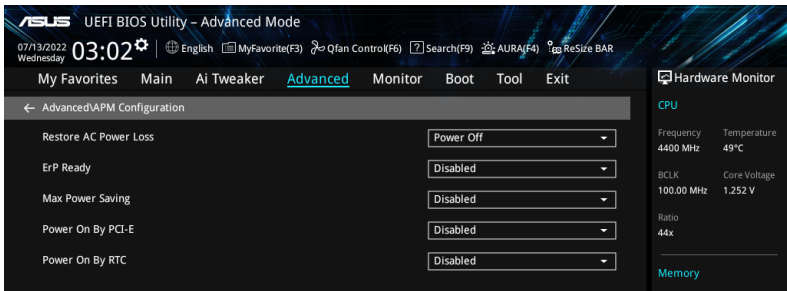 ASUS UEFI BIOS Utility – Advanced Mode
07/13/2022 Wednesday 03:02 English MyFavorite(F3) Qfan Control(F6) ? Search(F9) AURA(F4) ReSize BAR
My Favorites Main Ai Tweaker Advanced Monitor Boot Tool Exit
Hardware Monitor
← Advanced\APM Configuration
Restore AC Power Loss Power Off
ErP Ready Disabled
Max Power Saving Disabled
Power On By PCI-E Disabled
Power On By RTC Disabled
CPU
Frequency Temperature
4400 MHz 49°C
BCLK Core Voltage
100.00 MHz 1.252 V
Ratio
44x
Memory